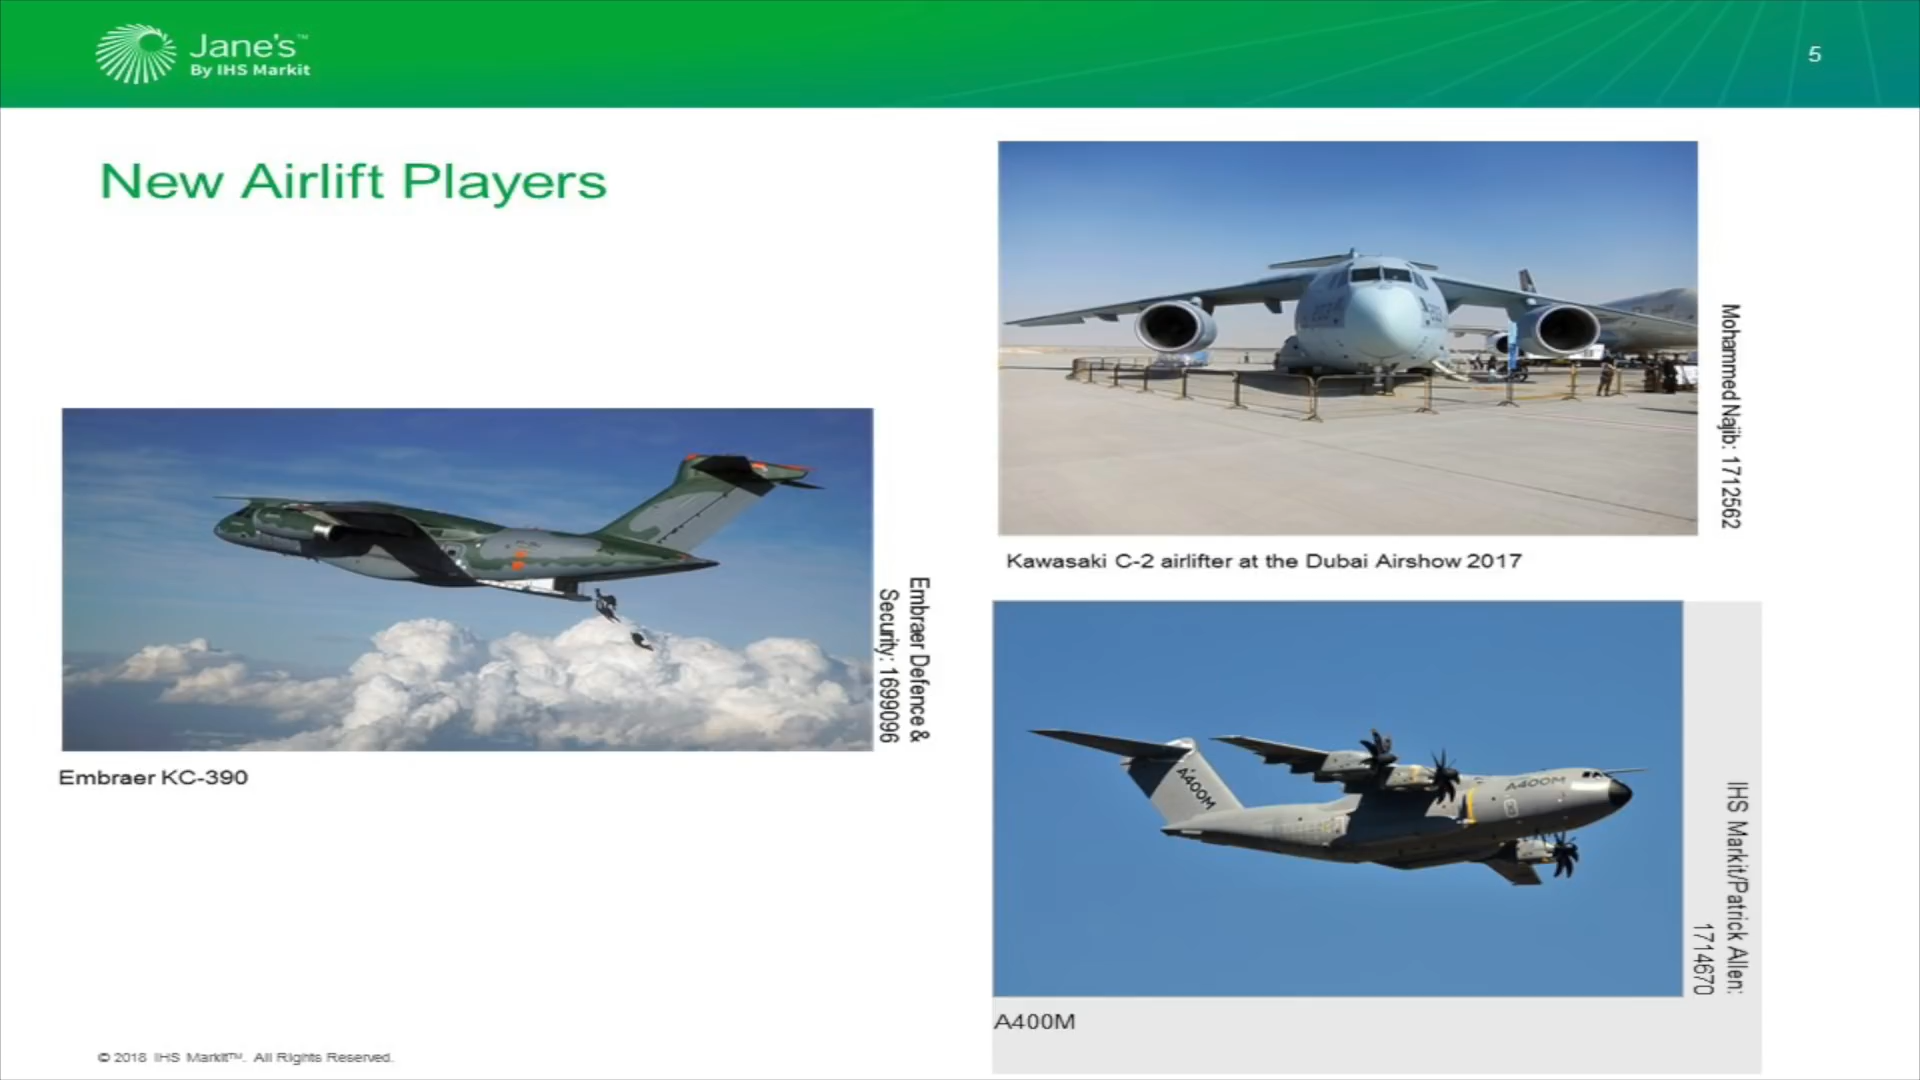 Jane's™
By IHS Markit
5
New Airlift Players
Mohammed Najib: 1712562
Kawasaki C-2 airlifter at the Dubai Airshow 2017
Embraer Defence &
Security: 1699096
Embraer KC-390
A400M
A400M
IHS Markit/Patrick Allen:
1714670
A400M
© 2018 IHS Markit™. All Rights Reserved.